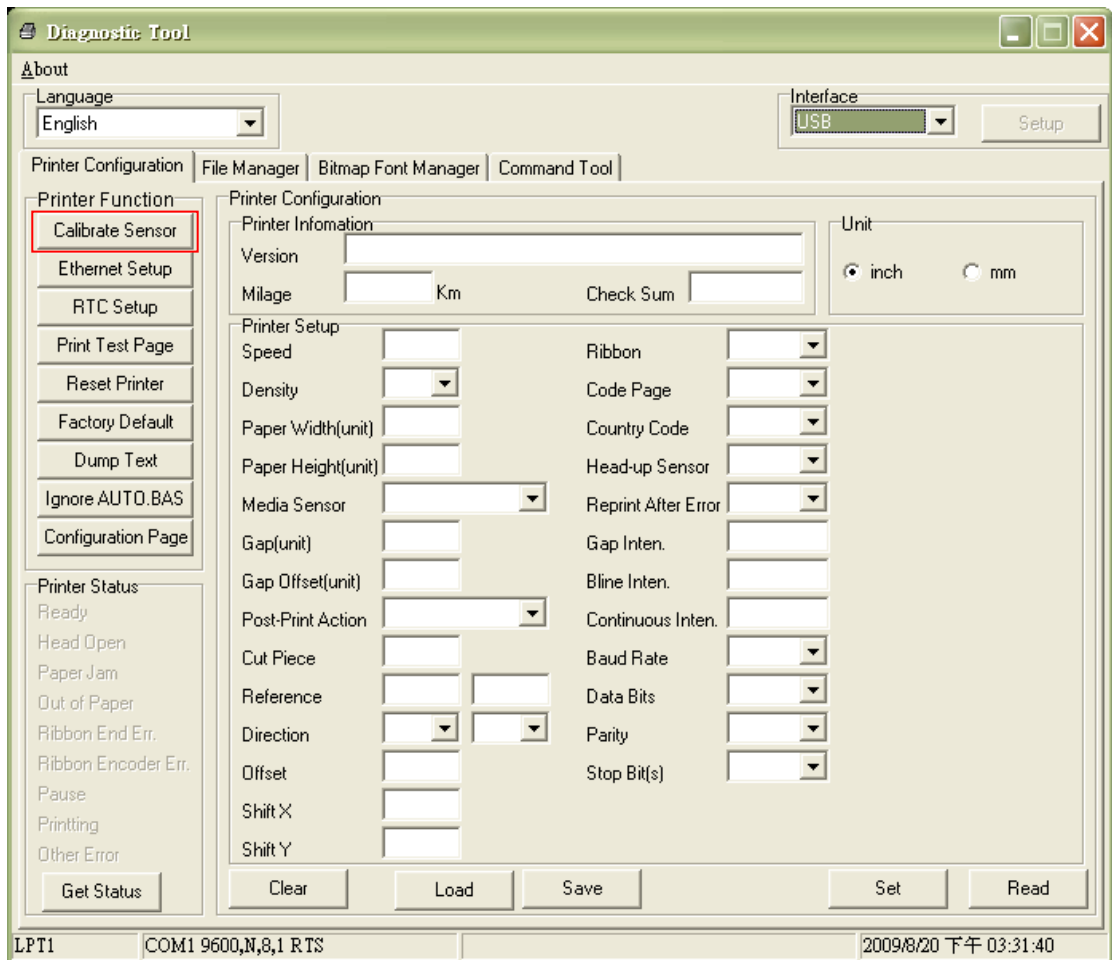 Diagnostic Tool
About
Language
English
Interface
USB
Setup
Printer Configuration File Manager Bitmap Font Manager Command Tool
Printer Function
Calibrate Sensor
Ethernet Setup
RTC Setup
Print Test Page
Reset Printer
Factory Default
Dump Text
Ignore AUTO.BAS
Configuration Page
Printer Status
Ready
Head Open
Paper Jam
Out of Paper
Ribbon End Err.
Ribbon Encoder Err.
Pause
Printting
Other Error
Get Status
Printer Configuration
Printer Infomation
Version
Milage Km Check Sum
Unit
inch mm
Printer Setup
Speed
Density
Paper Width(unit)
Paper Height(unit)
Media Sensor
Gap(unit)
Gap Offset(unit)
Post-Print Action
Cut Piece
Reference
Direction
Offset
Shift X
Shift Y
Ribbon
Code Page
Country Code
Head-up Sensor
Reprint After Error
Gap Inten.
Bline Inten.
Continuous Inten.
Baud Rate
Data Bits
Parity
Stop Bit(s)
Clear Load Save Set Read
LPT1 COM1 9600,N,8,1 RTS 2009/8/20 下午 03:31:40